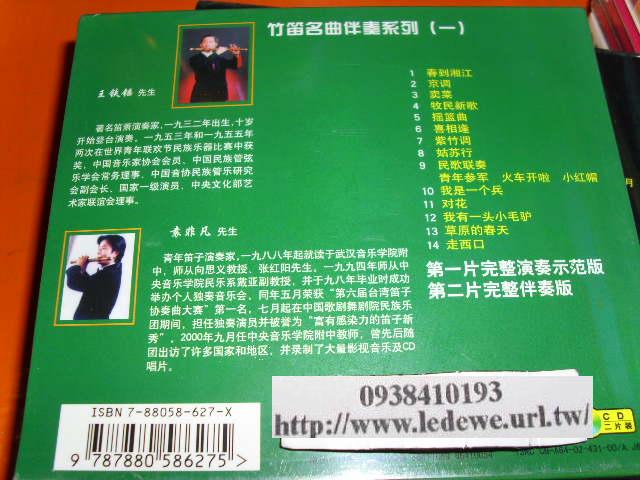 竹笛名曲伴奏系列(一)
王铁锤 先生
著名笛箫演奏家,一九三二年出生,十岁
开始登台演奏。一九五三年和一九五五年
两次在世界青年联欢节民族乐器比赛中获
奖,中国音乐家协会会员、中国民族管弦
乐学会常务理事、中国音协民族管乐研究
会副会长、国家一级演员、中央文化部艺
术家联谊会理事。
袁非凡 先生
青年笛子演奏家,一九八八年起就读于武汉音乐学院附
中,师从向思义教授、张红阳先生。一九九四年师从中
央音乐学院民乐系戴亚副教授,并于九八年毕业时成功
举办个人独奏音乐会。同年五月荣获“第六届台湾笛子
协奏曲大赛”第一名,七月起在中国歌剧舞剧院民族乐
团期间,担任独奏演员并被誉为“富有感染力的笛子新
秀”,2000年九月任中央音乐学院附中教师,曾先后随
团出访了许多国家和地区,并录制了大量影视音乐及CD
唱片。
1 春到湘江
2 京调
3 卖菜
4 牧民新歌
5 摇篮曲
6 喜相逢
7 紫竹调
8 姑苏行
9 民歌联奏
青年参军 火车开啦 小红帽
10 我是一个兵
11 对花
12 我有一头小毛驴
13 草原的春天
14 走西口
第一片完整演奏示范版
第二片完整伴奏版
ISBN 7-88058-627-X
9 787880 586275>
0938410193
http://www.ledewe.url.tw/
CD
二片装
月